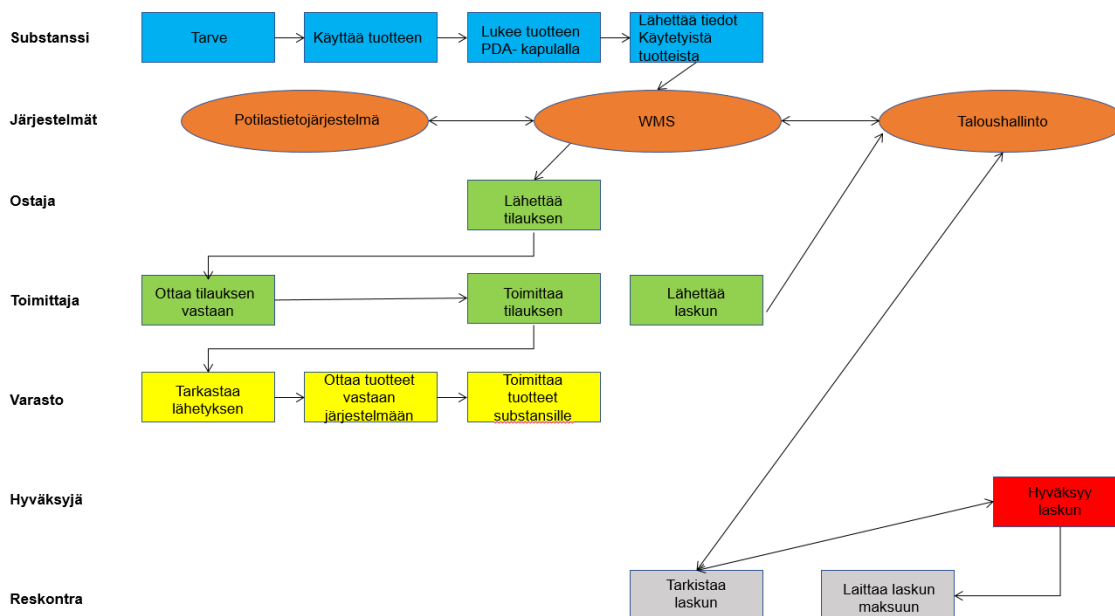 Substanssi
Tarve
Käyttää tuotteen
Lukee tuotteen
PDA- kapulalla
Lähettää tiedot
Käytetyistä
tuotteista
Järjestelmät
Potilastietojärjestelmä
WMS
Taloushallinto
Ostaja
Lähettää
tilauksen
Toimittaja
Ottaa tilauksen
vastaan
Toimittaa
tilauksen
Lähettää
laskun
Varasto
Tarkastaa
lähetyksen
Ottaa tuotteet
vastaan
järjestelmään
Toimittaa
tuotteet
substansille
Hyväksyjä
Hyväksyy
laskun
Reskontra
Tarkistaa
laskun
Laittaa laskun
maksuun